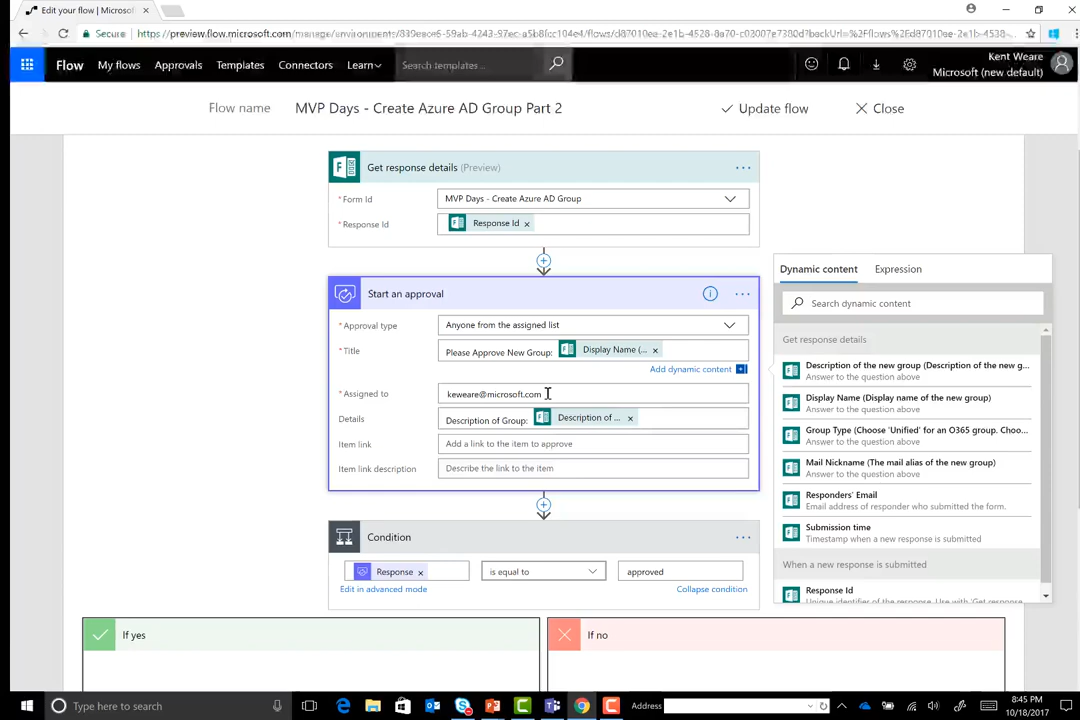 Edit your flow | Microsoft
Secure
Flow
My flows
Approvals
Templates
Connectors
Learn
Search templates ...
Kent Weare
Microsoft (new default)
Flow name
MVP Days - Create Azure AD Group Part 2
Update flow
Close
Get response details (Preview)
* Form Id
MVP Days - Create Azure AD Group
* Response Id
Response Id x
Start an approval
* Approval type
Anyone from the assigned list
* Title
Please Approve New Group: Display Name (... x
Add dynamic content
* Assigned to
keweare@microsoft.com
Details
Description of Group: Description of ... x
Item link
Add a link to the item to approve
Item link description
Describe the link to the item
Condition
Response x
is equal to
approved
Edit in advanced mode
Collapse condition
If yes
If no
Dynamic content
Expression
Search dynamic content
Get response details
Description of the new group (Description of the new g...
Answer to the question above
Display Name (Display name of the new group)
Answer to the question above
Group Type (Choose 'Unified' for an O365 group. Choo...
Answer to the question above
Mail Nickname (The mail alias of the new group)
Answer to the question above
Responders' Email
Email address of responder who submitted the form.
Submission time
Timestamp when a new response is submitted
When a new response is submitted
Response Id
Unique identifier of the response. Use with 'Get response
Type here to search
Address
8:45 PM
10/18/2017